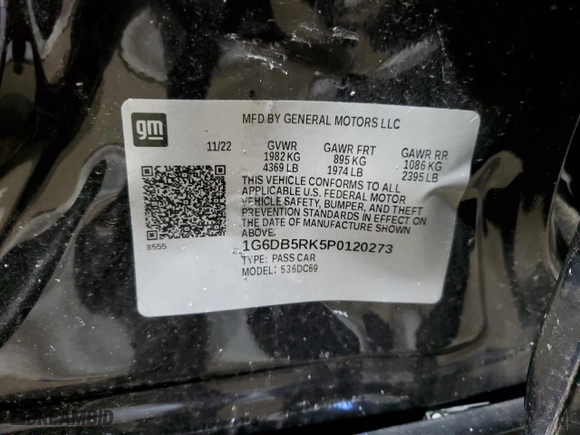 gm
MFD BY GENERAL MOTORS LLC
11/22 GVWR GAWR FRT GAWR RR
1982 KG 895 KG 1086 KG
4369 LB 1974 LB 2395 LB
THIS VEHICLE CONFORMS TO ALL
APPLICABLE U.S. FEDERAL MOTOR
VEHICLE SAFETY, BUMPER, AND THEFT
PREVENTION STANDARDS IN EFFECT ON
THE DATE OF MANUFACTURE SHOWN
ABOVE.
8555
1G6DB5RK5P0120273
TYPE: PASS CAR
MODEL: 536DC69